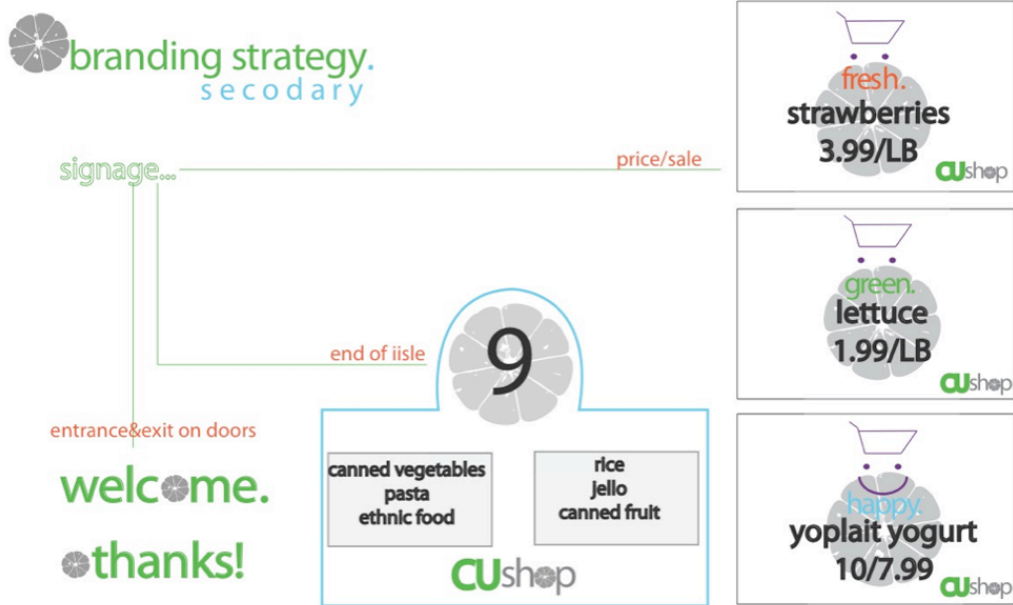 branding strategy.
secodary
signage...
price/sale
fresh.
strawberries
3.99/LB
CUshop
green.
lettuce
1.99/LB
CUshop
end of iisle
9
canned vegetables
pasta
ethnic food
rice
jello
canned fruit
CUshop
entrance&exit on doors
welcome.
thanks!
happy.
yoplait yogurt
10/7.99
CUshop